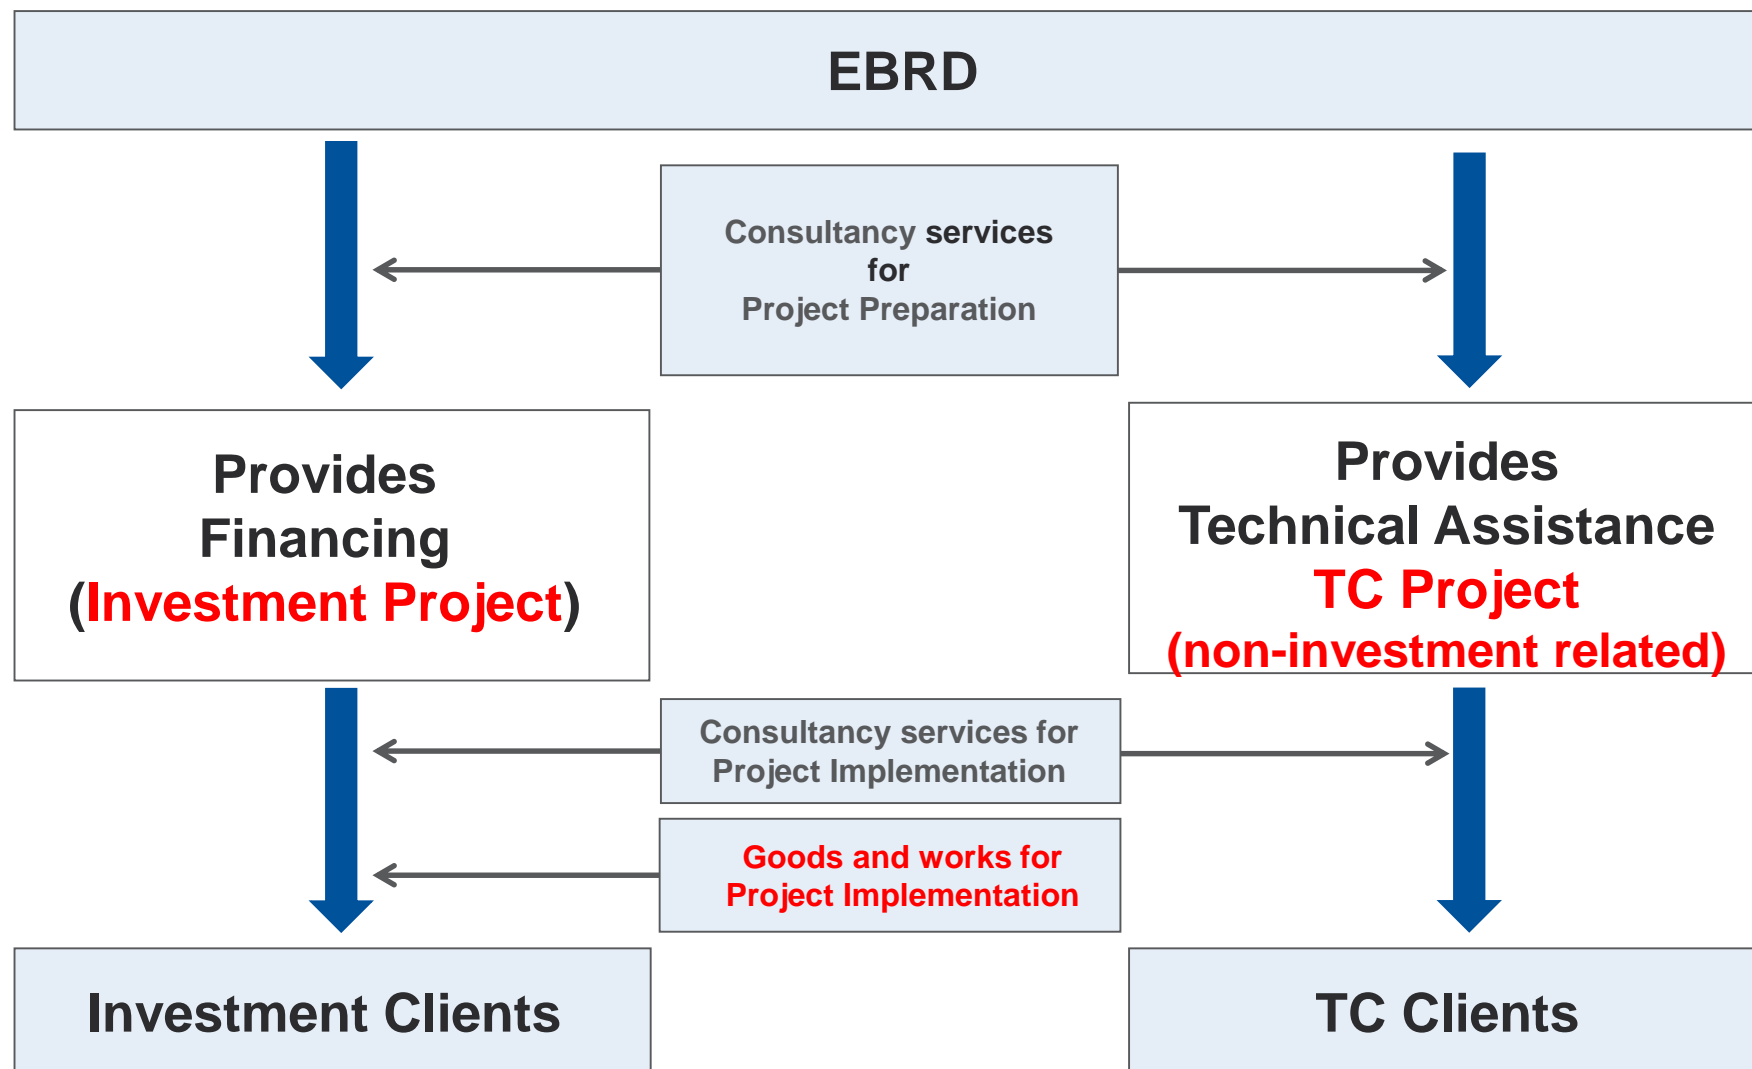 EBRD
Consultancy services
for
Project Preparation
Provides
Financing
(Investment Project)
Provides
Technical Assistance
TC Project
(non-investment related)
Consultancy services for
Project Implementation
Goods and works for
Project Implementation
Investment Clients
TC Clients